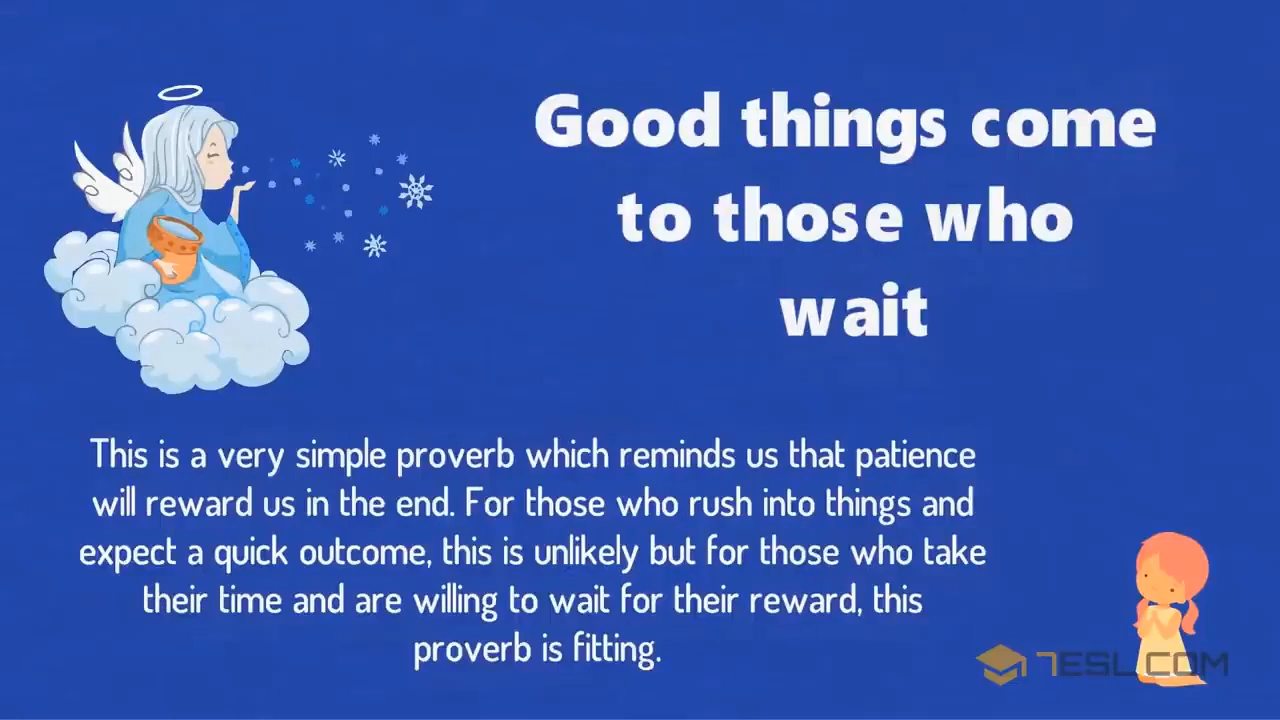 Good things come
to those who
wait
This is a very simple proverb which reminds us that patience
will reward us in the end. For those who rush into things and
expect a quick outcome, this is unlikely but for those who take
their time and are willing to wait for their reward, this
proverb is fitting.
7ESL.COM